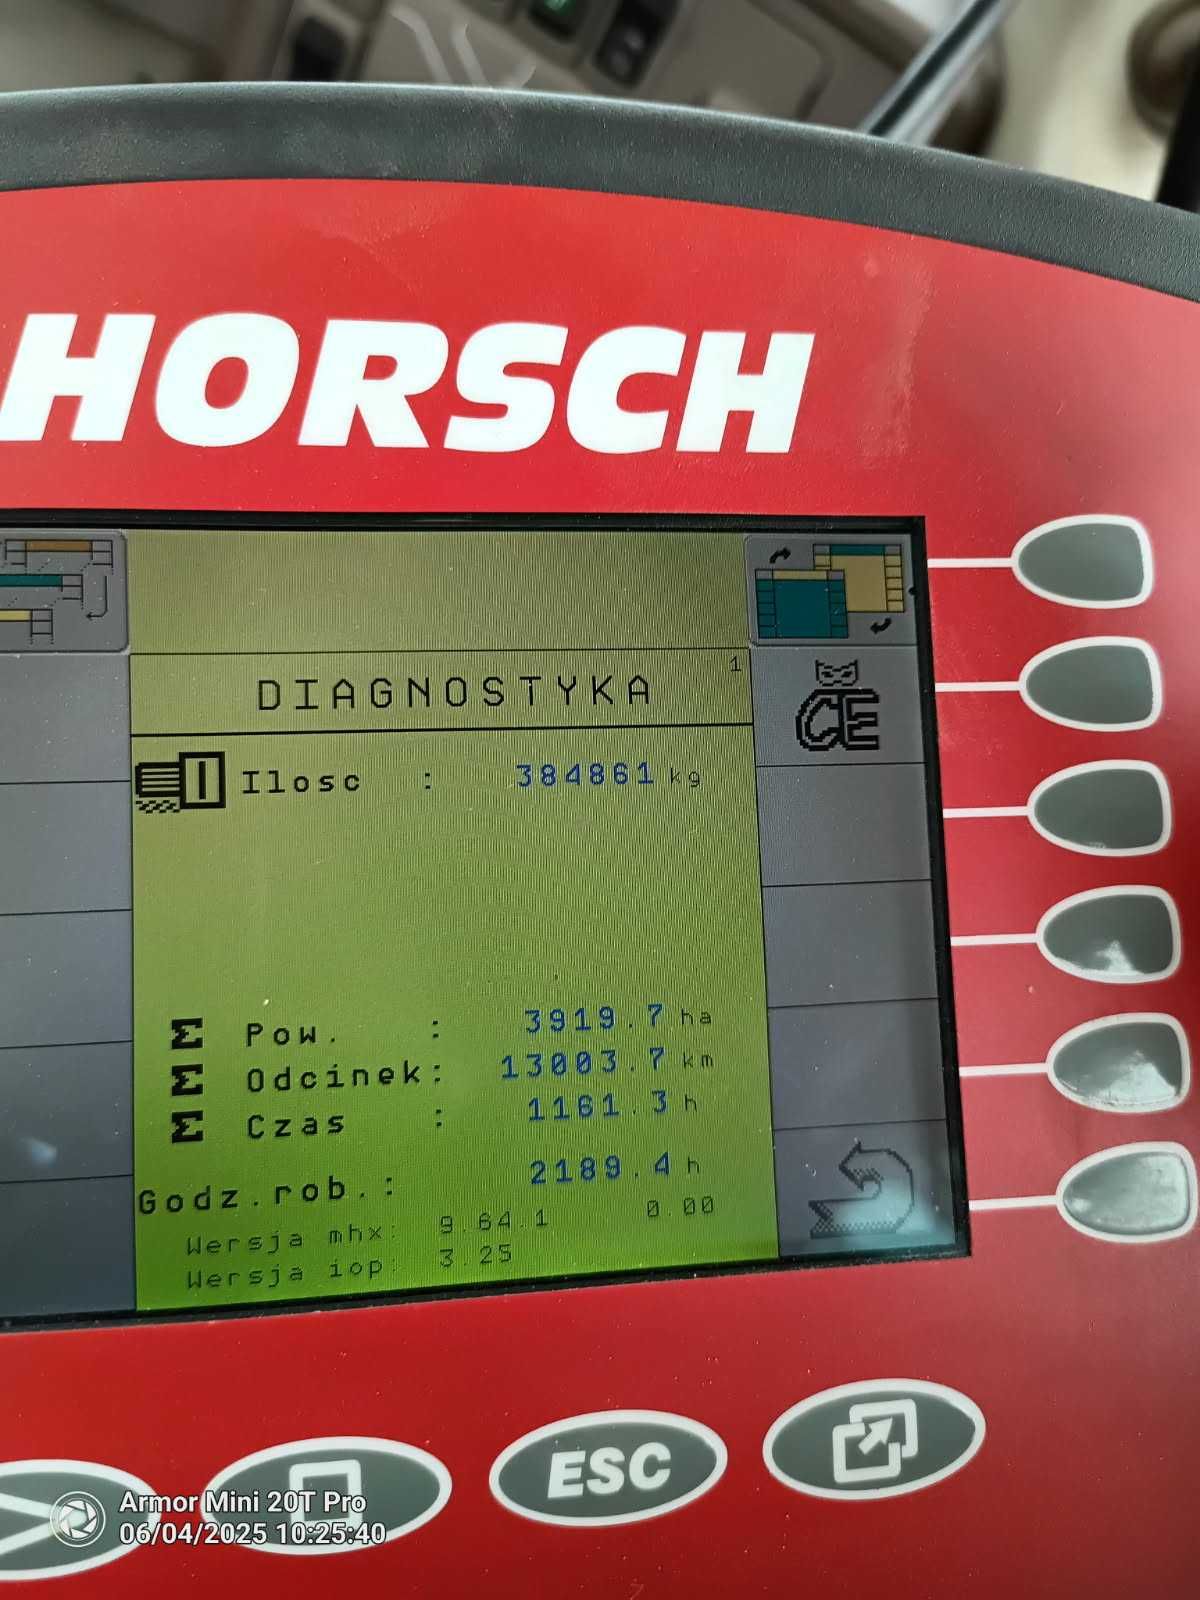 HORSCH
1
DIAGNOSTYKA
CE
Ilosc : 384861 kg
Σ Pow. : 3919.7 ha
Σ Odcinek: 13003.7 km
Σ Czas : 1161.3 h
Godz.rob.: 2189.4 h
Wersja mhx: 9.64.1 0.00
Wersja iop: 3.25
ESC
Armor Mini 20T Pro
06/04/2025 10:25:40